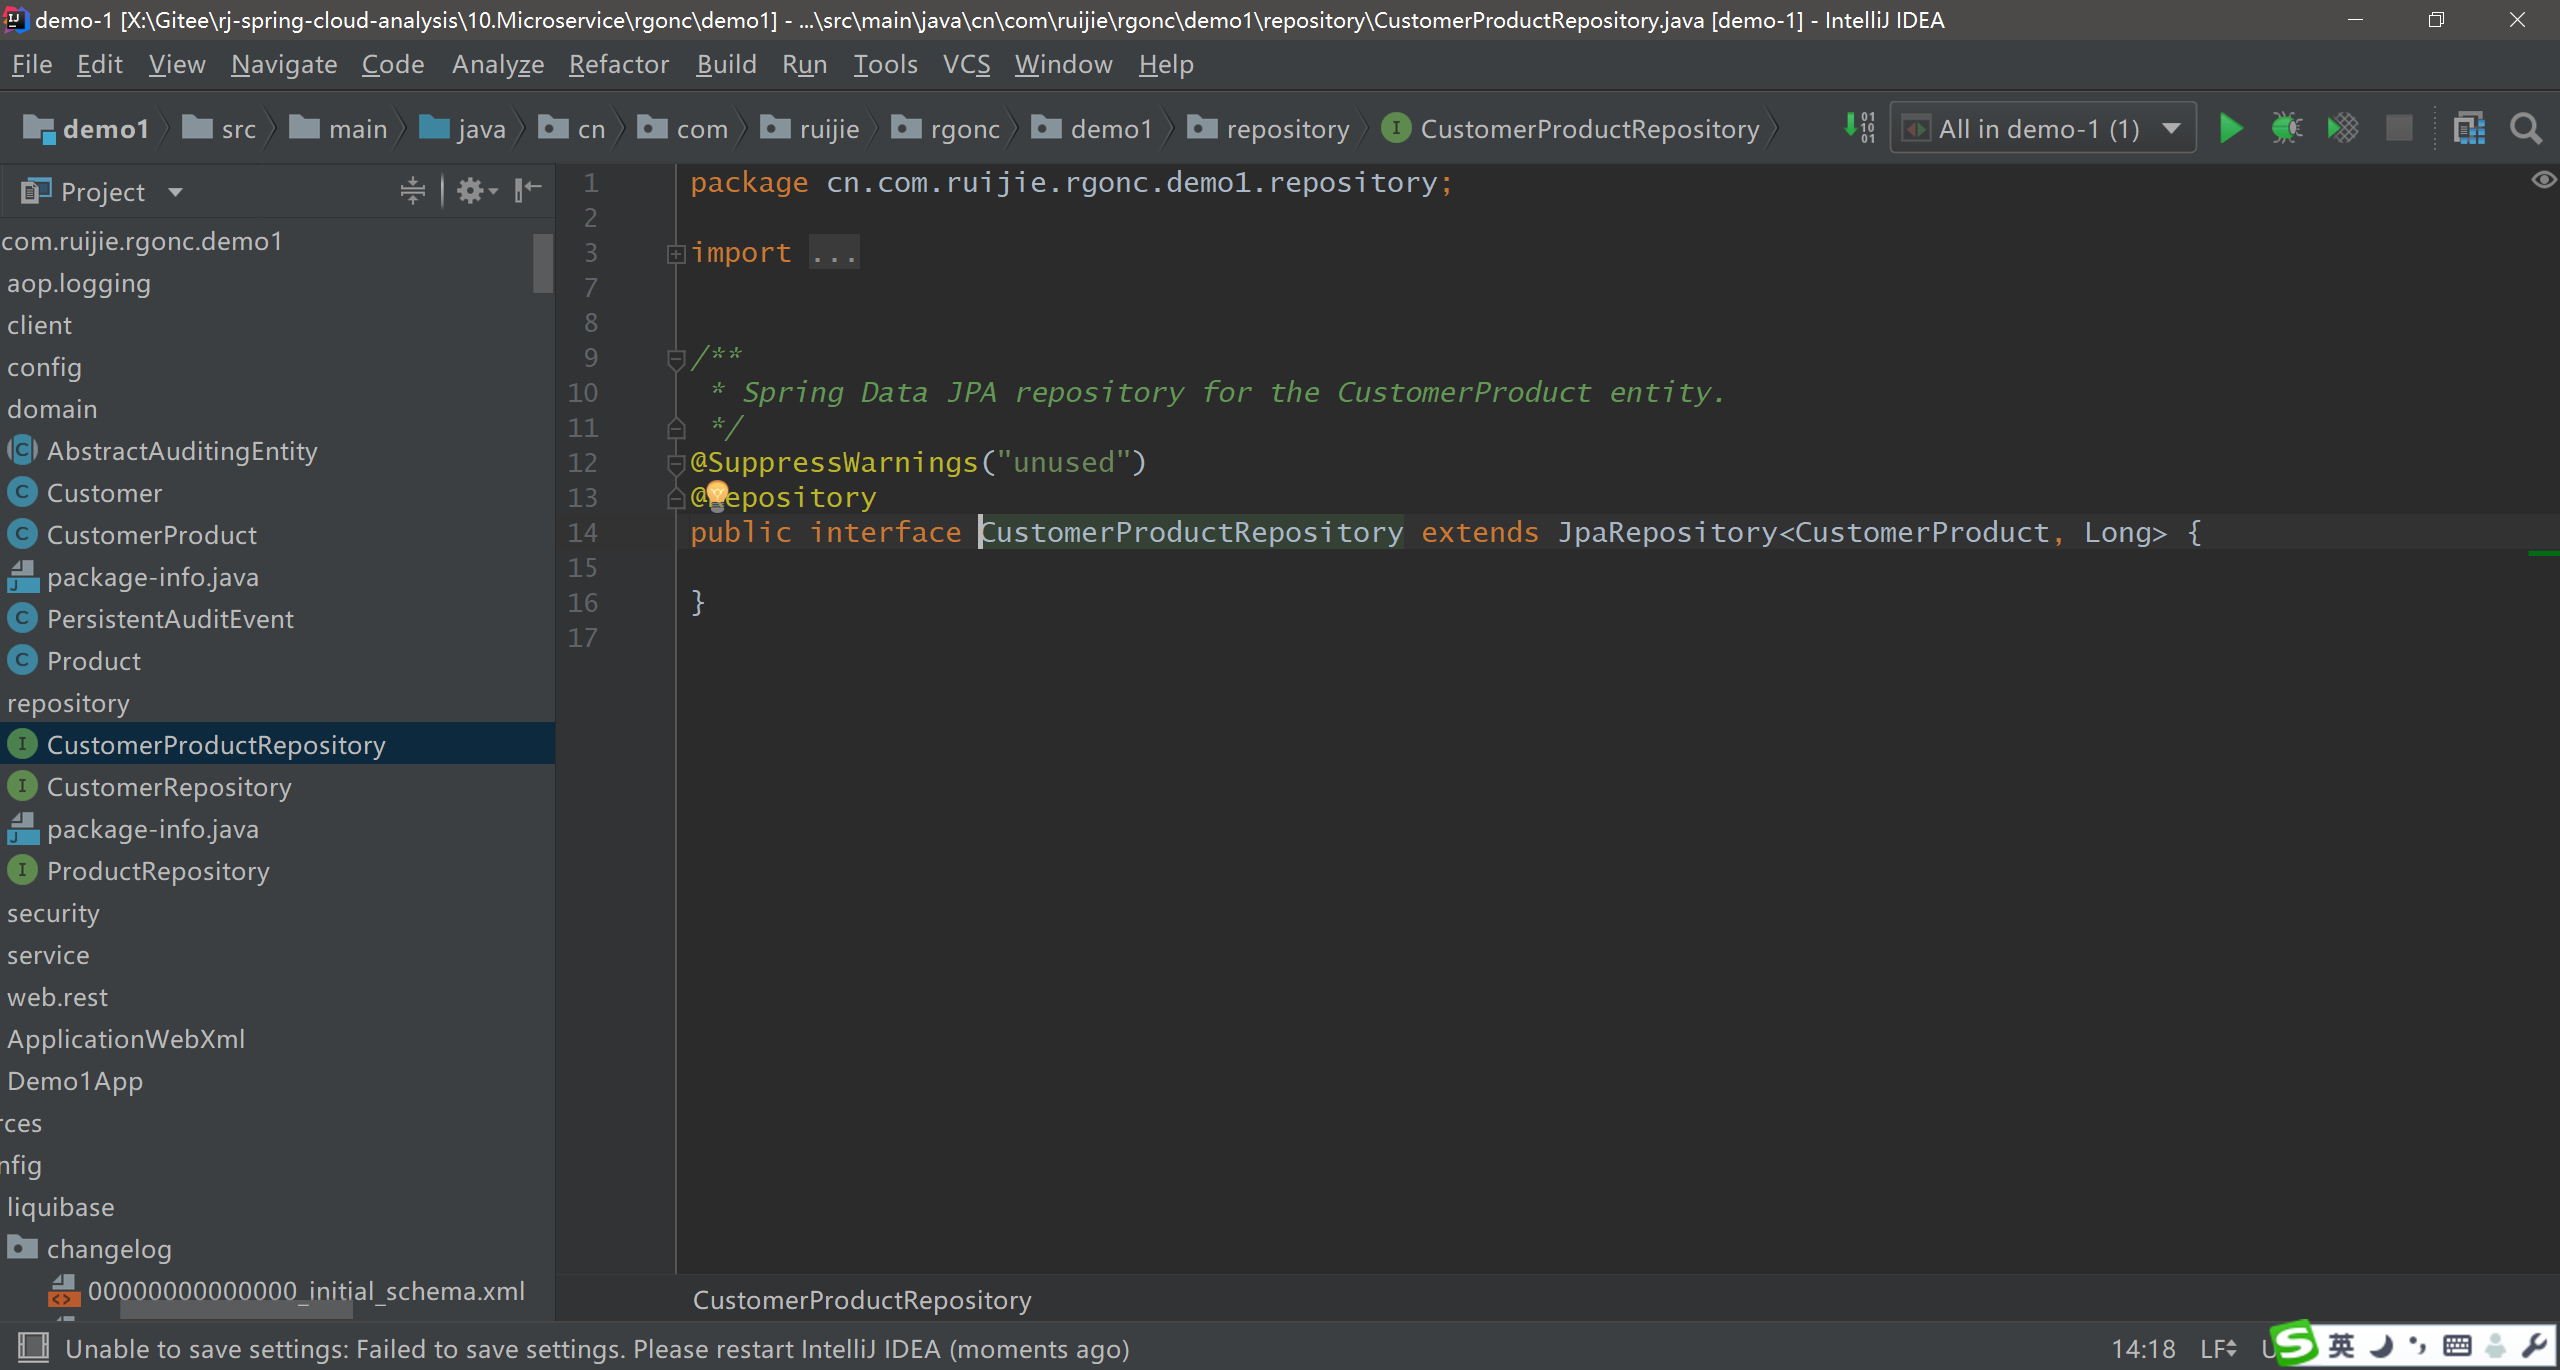 demo-1 [X:\Gitee\rj-spring-cloud-analysis\10.Microservice\rgonc\demo1] - ...\src\main\java\cn\com\ruijie\rgonc\demo1\repository\CustomerProductRepository.java [demo-1] - IntelliJ IDEA
File Edit View Navigate Code Analyze Refactor Build Run Tools VCS Window Help
demo1 src main java cn com ruijie rgonc demo1 repository CustomerProductRepository All in demo-1 (1)
Project
com.ruijie.rgonc.demo1
aop.logging
client
config
domain
AbstractAuditingEntity
Customer
CustomerProduct
package-info.java
PersistentAuditEvent
Product
repository
CustomerProductRepository
CustomerRepository
package-info.java
ProductRepository
security
service
web.rest
ApplicationWebXml
Demo1App
rces
nfig
liquibase
changelog
00000000000000_initial_schema.xml
1 package cn.com.ruijie.rgonc.demo1.repository;
2
3 import ...
7
8
9 /**
10 * Spring Data JPA repository for the CustomerProduct entity.
11 */
12 @SuppressWarnings("unused")
13 @Repository
14 public interface CustomerProductRepository extends JpaRepository<CustomerProduct, Long> {
15
16 }
17
CustomerProductRepository
Unable to save settings: Failed to save settings. Please restart IntelliJ IDEA (moments ago)
14:18 LF U 英